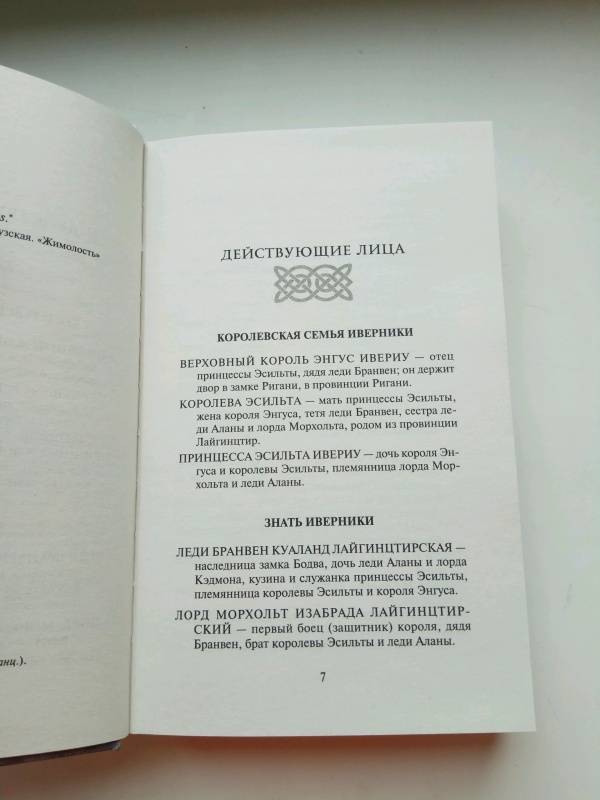 s.*
узская. «Жимолость»
анц.).
ДЕЙСТВУЮЩИЕ ЛИЦА
КОРОЛЕВСКАЯ СЕМЬЯ ИВЕРНИКИ
ВЕРХОВНЫЙ КОРОЛЬ ЭНГУС ИВЕРИУ — отец
принцессы Эсильты, дядя леди Бранвен; он держит
двор в замке Ригани, в провинции Ригани.
КОРОЛЕВА ЭСИЛЬТА — мать принцессы Эсильты,
жена короля Энгуса, тетя леди Бранвен, сестра ле-
ди Аланы и лорда Морхольта, родом из провинции
Лайгинцтир.
ПРИНЦЕССА ЭСИЛЬТА ИВЕРИУ — дочь короля Эн-
гуса и королевы Эсильты, племянница лорда Мор-
хольта и леди Аланы.
ЗНАТЬ ИВЕРНИКИ
ЛЕДИ БРАНВЕН КУАЛАНД ЛАЙГИНЦТИРСКАЯ —
наследница замка Бодва, дочь леди Аланы и лорда
Кэдмона, кузина и служанка принцессы Эсильты,
племянница королевы Эсильты и короля Энгуса.
ЛОРД МОРХОЛЬТ ИЗАБРАДА ЛАЙГИНЦТИР-
СКИЙ — первый боец (защитник) короля, дядя
Бранвен, брат королевы Эсильты и леди Аланы.
7